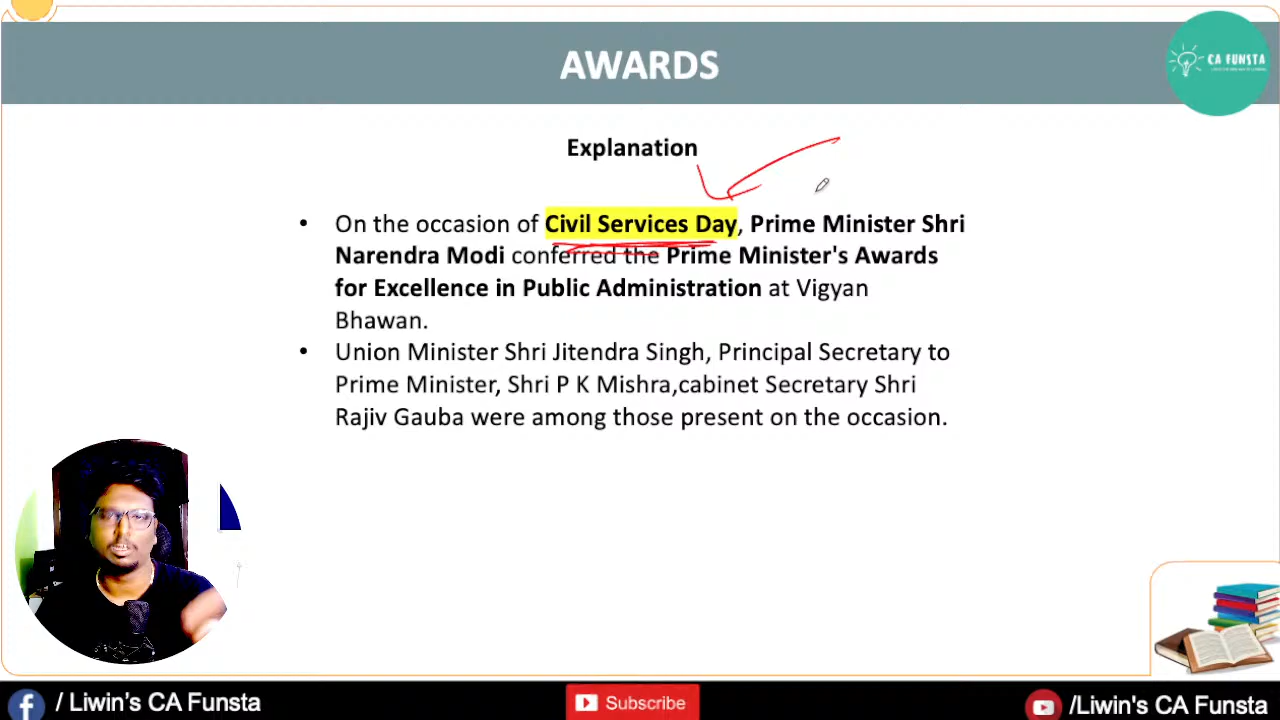 AWARDS
CA FUNSTA
Explanation
• On the occasion of Civil Services Day, Prime Minister Shri
Narendra Modi conferred the Prime Minister's Awards
for Excellence in Public Administration at Vigyan
Bhawan.
• Union Minister Shri Jitendra Singh, Principal Secretary to
Prime Minister, Shri P K Mishra,cabinet Secretary Shri
Rajiv Gauba were among those present on the occasion.
/ Liwin's CA Funsta
Subscribe
/Liwin's CA Funsta